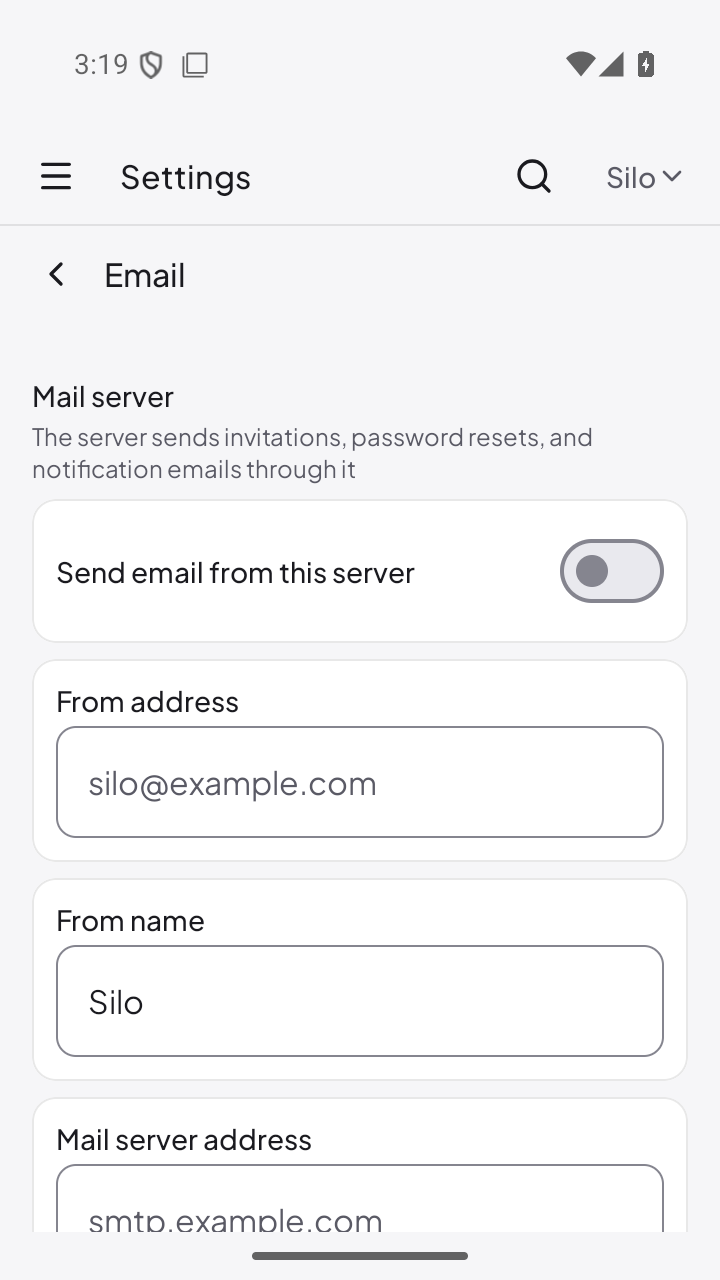 3:19
Settings
Silo
Email
Mail server
The server sends invitations, password resets, and
notification emails through it
Send email from this server
From address
silo@example.com
From name
Silo
Mail server address
smtp.example.com